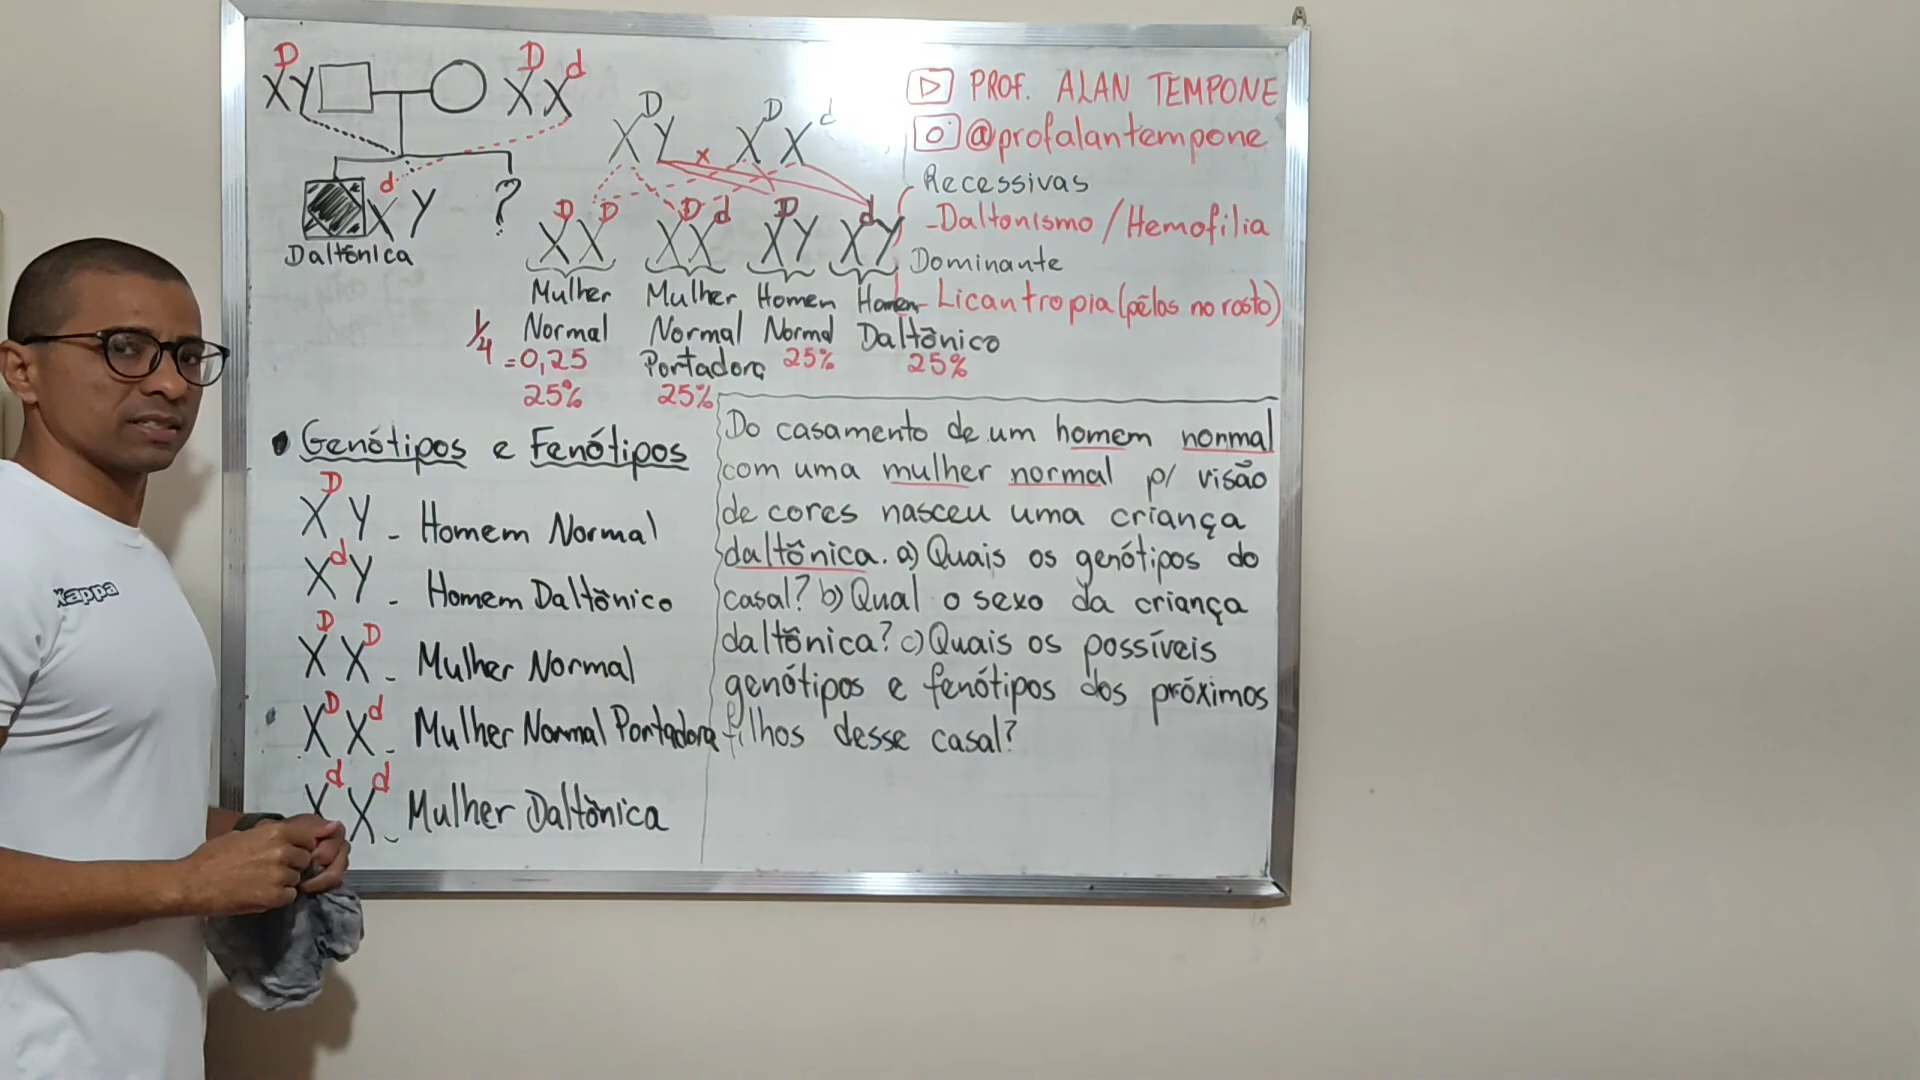 X^D Y X^D X^d
d
X Y ?
Daltônica
X^D Y x X^D X^d
X^D X^D X^D X^d X^D Y X^d Y
Mulher Mulher Homem Homem
Normal Normal Normal Daltônico
1/4 = 0,25 Portadora 25% 25%
25% 25%
PROF. ALAN TEMPONE
@profalantempone
Recessivas
- Daltonismo / Hemofilia
Dominante
- Licantropia (pêlos no rosto)
• Genótipos e Fenótipos
X^D Y - Homem Normal
X^d Y - Homem Daltônico
X^D X^D - Mulher Normal
X^D X^d - Mulher Normal Portadora
X^d X^d - Mulher Daltônica
Do casamento de um homem normal
com uma mulher normal p/ visão
de cores nasceu uma criança
daltônica. a) Quais os genótipos do
casal? b) Qual o sexo da criança
daltônica? c) Quais os possíveis
genótipos e fenótipos dos próximos
filhos desse casal?
Kappa